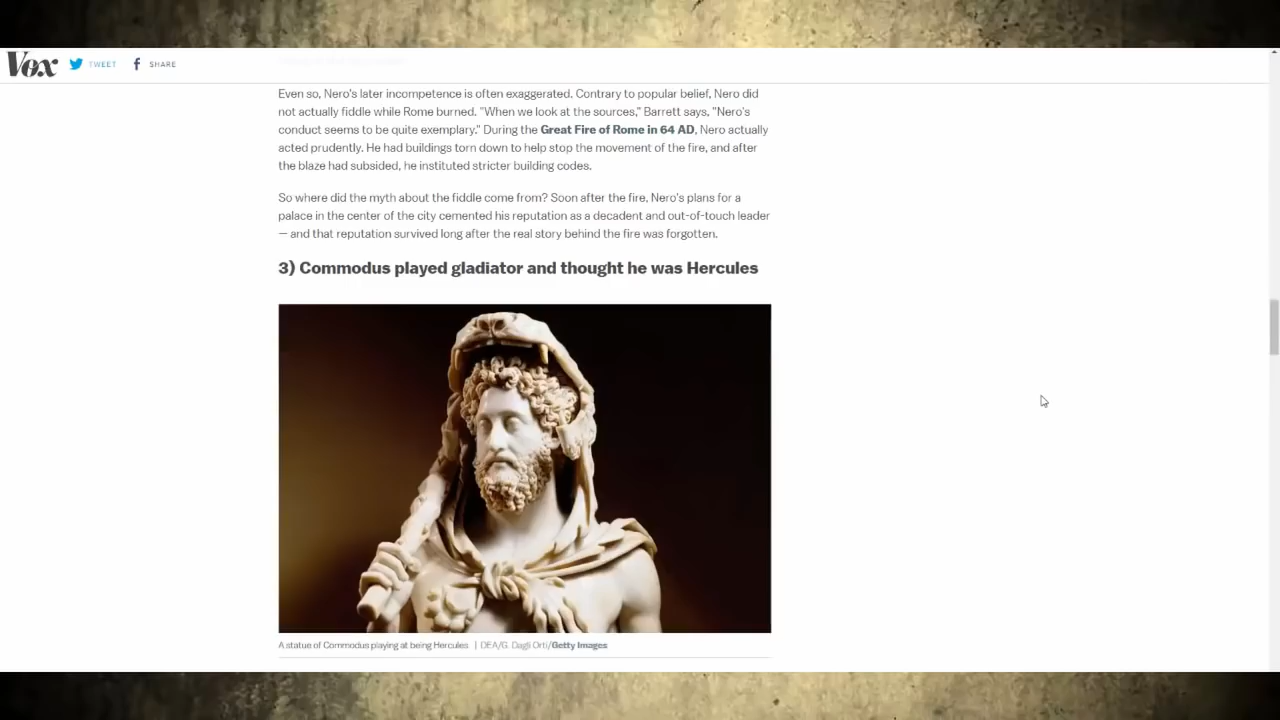 Vox TWEET SHARE
Even so, Nero's later incompetence is often exaggerated. Contrary to popular belief, Nero did
not actually fiddle while Rome burned. "When we look at the sources," Barrett says, "Nero's
conduct seems to be quite exemplary." During the Great Fire of Rome in 64 AD, Nero actually
acted prudently. He had buildings torn down to help stop the movement of the fire, and after
the blaze had subsided, he instituted stricter building codes.
So where did the myth about the fiddle come from? Soon after the fire, Nero's plans for a
palace in the center of the city cemented his reputation as a decadent and out-of-touch leader
— and that reputation survived long after the real story behind the fire was forgotten.
3) Commodus played gladiator and thought he was Hercules
A statue of Commodus playing at being Hercules | DEA/G. Dagli Orti/Getty Images